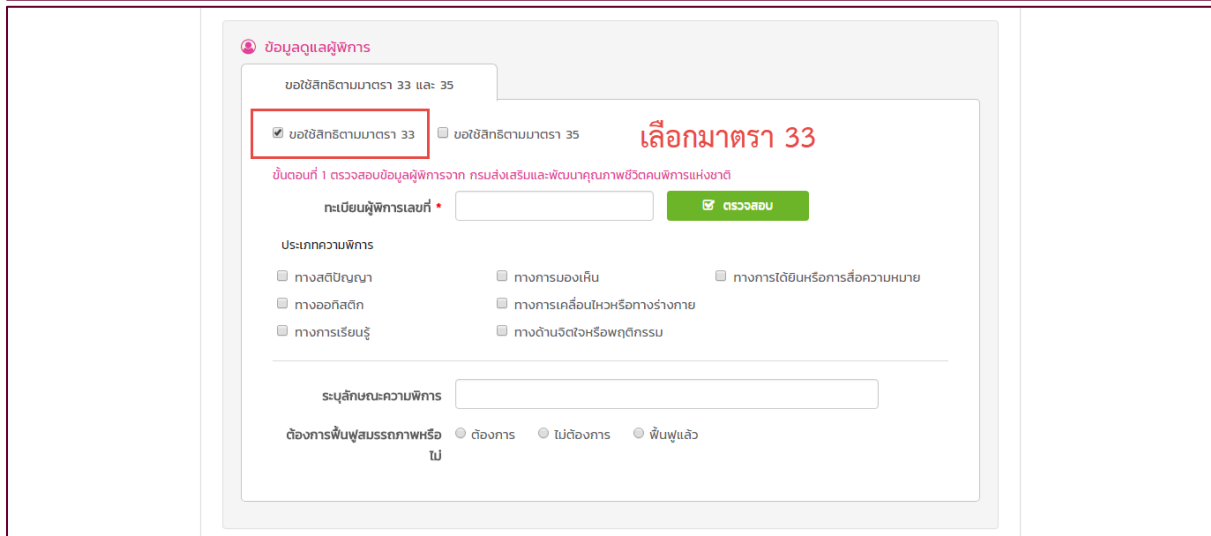 ข้อมูลดูแลผู้พิการ
ขอใช้สิทธิตามมาตรา 33 และ 35
ขอใช้สิทธิตามมาตรา 33 ขอใช้สิทธิตามมาตรา 35 เลือกมาตรา 33
ขั้นตอนที่ 1 ตรวจสอบข้อมูลผู้พิการจาก กรมส่งเสริมและพัฒนาคุณภาพชีวิตคนพิการแห่งชาติ
ทะเบียนผู้พิการเลขที่ * ตรวจสอบ
ประเภทความพิการ
ทางสติปัญญา ทางการมองเห็น ทางการได้ยินหรือการสื่อความหมาย
ทางออทิสติก ทางการเคลื่อนไหวหรือทางร่างกาย
ทางการเรียนรู้ ทางด้านจิตใจหรือพฤติกรรม
ระบุลักษณะความพิการ
ต้องการฟื้นฟูสมรรถภาพหรือ ต้องการ ไม่ต้องการ ฟื้นฟูแล้ว
ไม่